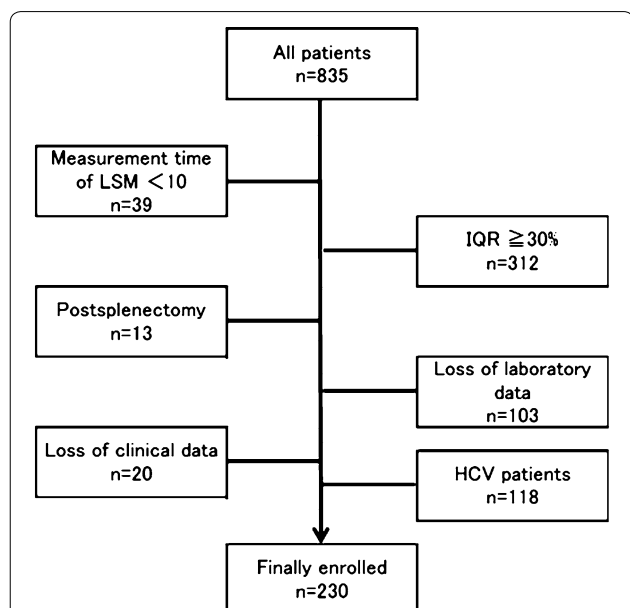 All patients
n=835
Measurement time
of LSM <10
n=39
IQR ≧30%
n=312
Postsplenectomy
n=13
Loss of laboratory
data
n=103
Loss of clinical data
n=20
HCV patients
n=118
Finally enrolled
n=230